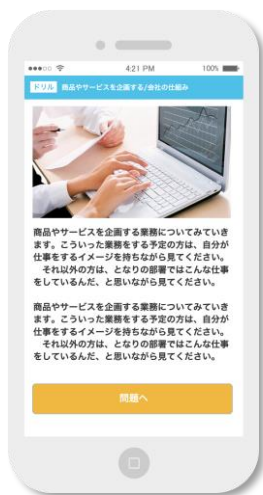 4:21 PM
100%
ドリル 商品やサービスを企画する/会社の仕組み
商品やサービスを企画する業務についてみていき
ます。こういった業務をする予定の方は、自分が
仕事をするイメージを持ちながら見てください。
それ以外の方は、となりの部署ではこんな仕事
をしているんだ、と思いながら見てください。
商品やサービスを企画する業務についてみていき
ます。こういった業務をする予定の方は、自分が
仕事をするイメージを持ちながら見てください。
それ以外の方は、となりの部署ではこんな仕事
をしているんだ、と思いながら見てください。
問題へ